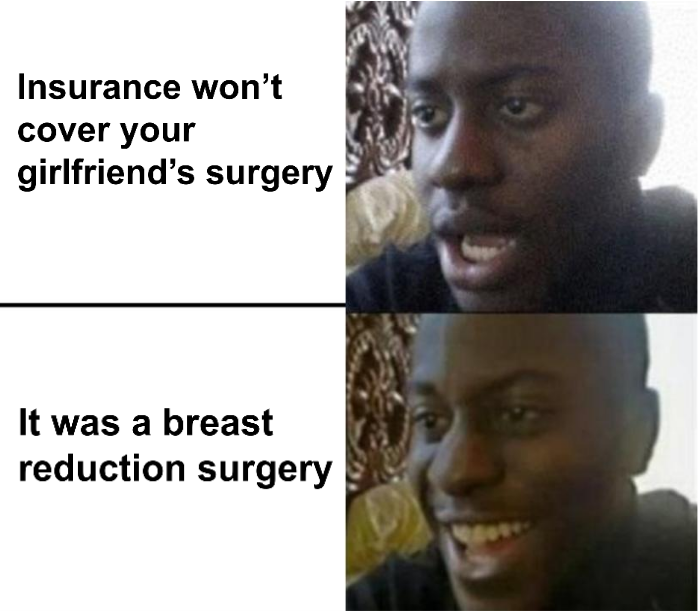 Insurance won’t
cover your
girlfriend’s surgery
It was a breast
reduction surgery